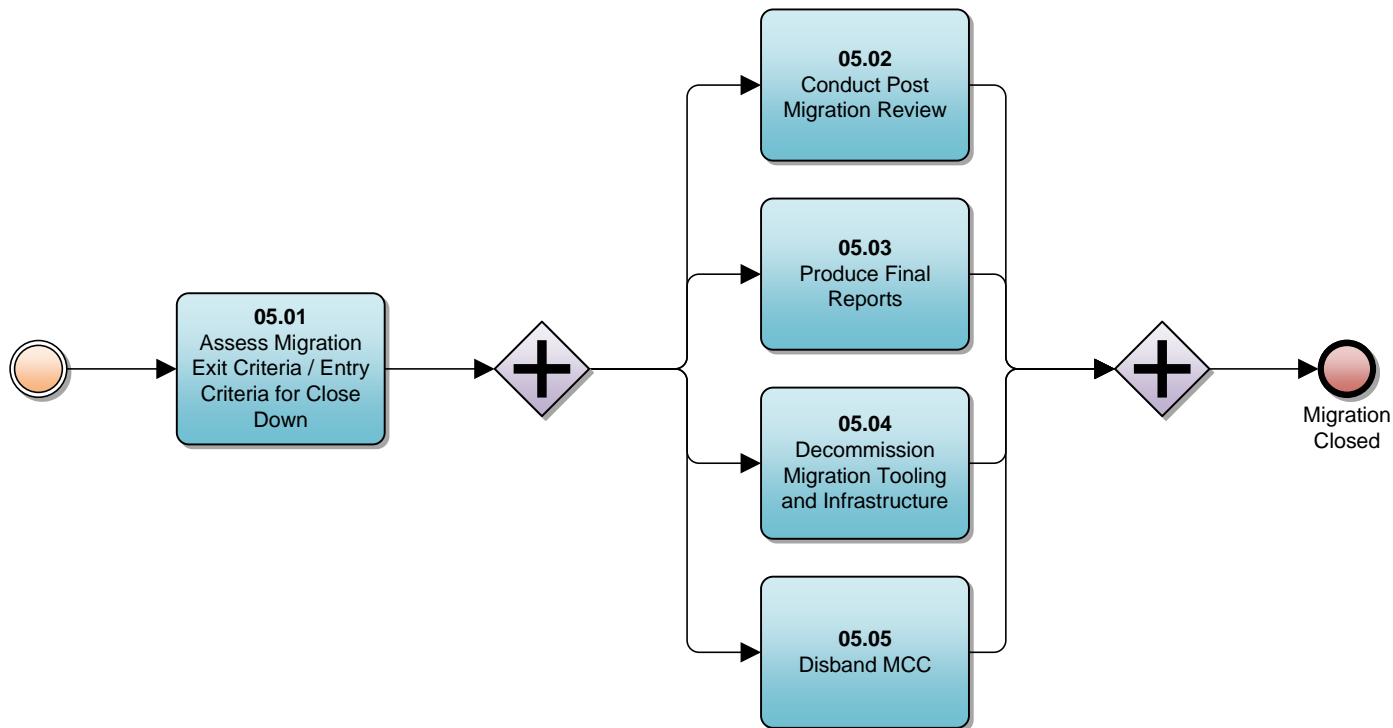 05.02
Conduct Post
Migration Review
05.03
Produce Final
Reports
05.01
Assess Migration
Exit Criteria / Entry
Criteria for Close
Down
05.04
Decommission
Migration Tooling
and Infrastructure
05.05
Disband MCC
Migration
Closed